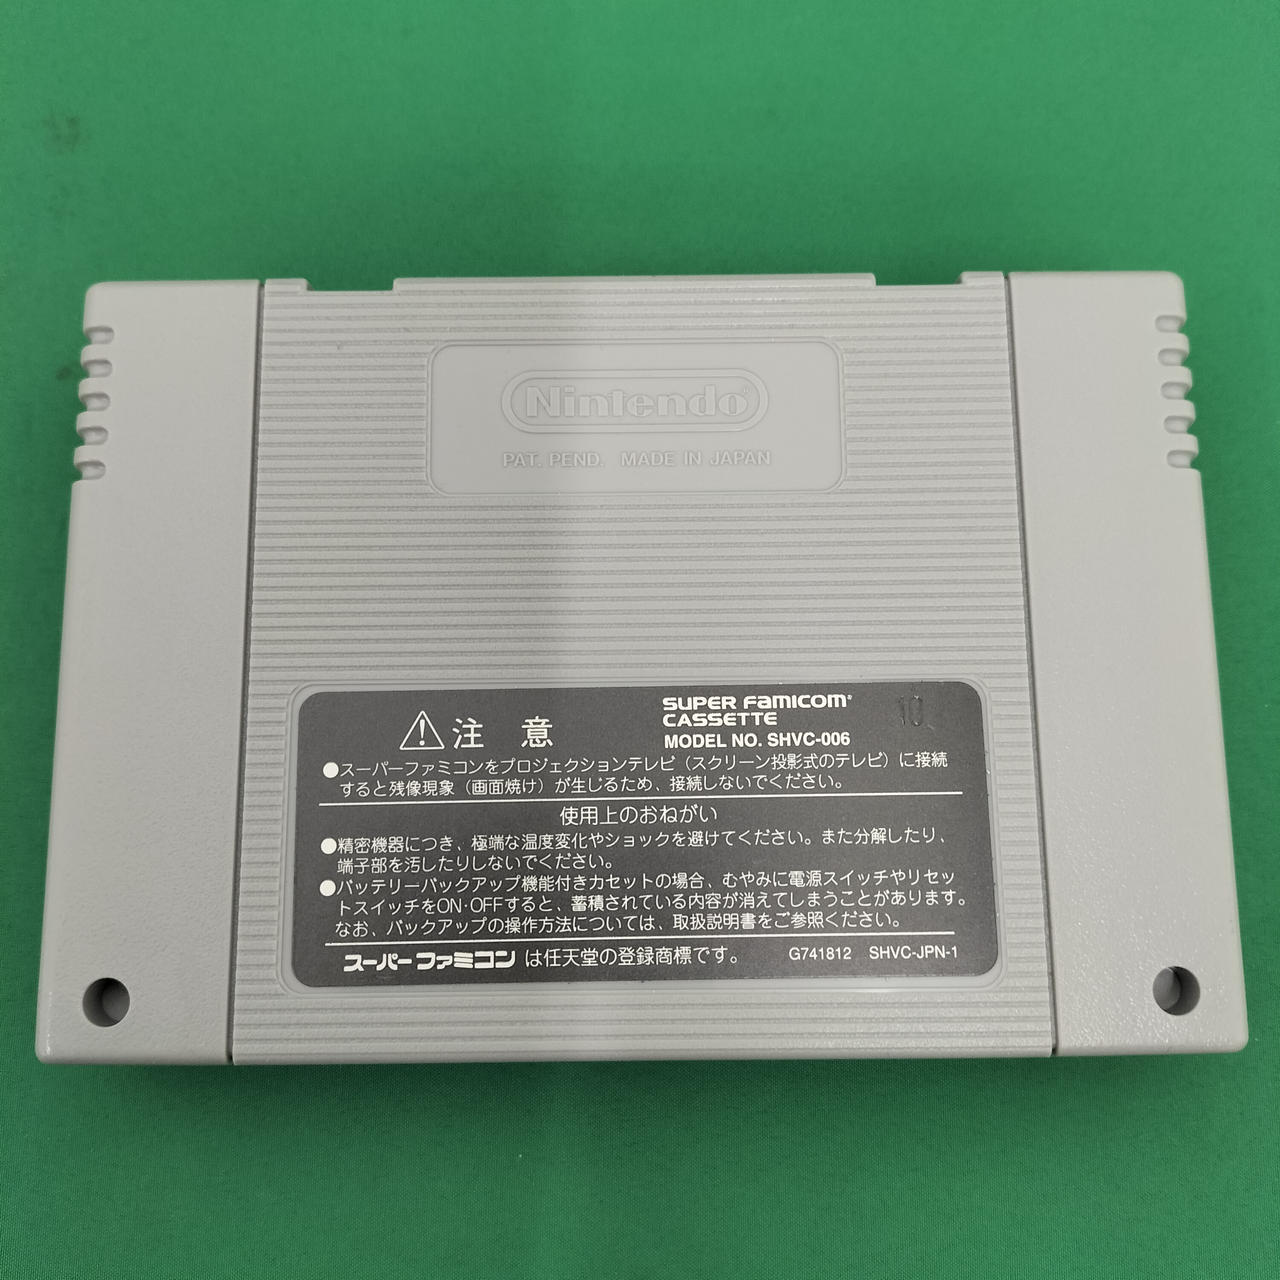 Nintendo®
PAT. PEND. MADE IN JAPAN
注意
SUPER FAMICOM®
CASSETTE
MODEL NO. SHVC-006
10
●スーパーファミコンをプロジェクションテレビ（スクリーン投影式のテレビ）に接続
すると残像現象（画面焼け）が生じるため、接続しないでください。
使用上のおねがい
●精密機器につき、極端な温度変化やショックを避けてください。また分解したり、
端子部を汚したりしないでください。
●バッテリーバックアップ機能付きカセットの場合、むやみに電源スイッチやリセッ
トスイッチをON･OFFすると、蓄積されている内容が消えてしまうことがあります。
なお、バックアップの操作方法については、取扱説明書をご参照ください。
スーパーファミコンは任天堂の登録商標です。 G741812 SHVC-JPN-1